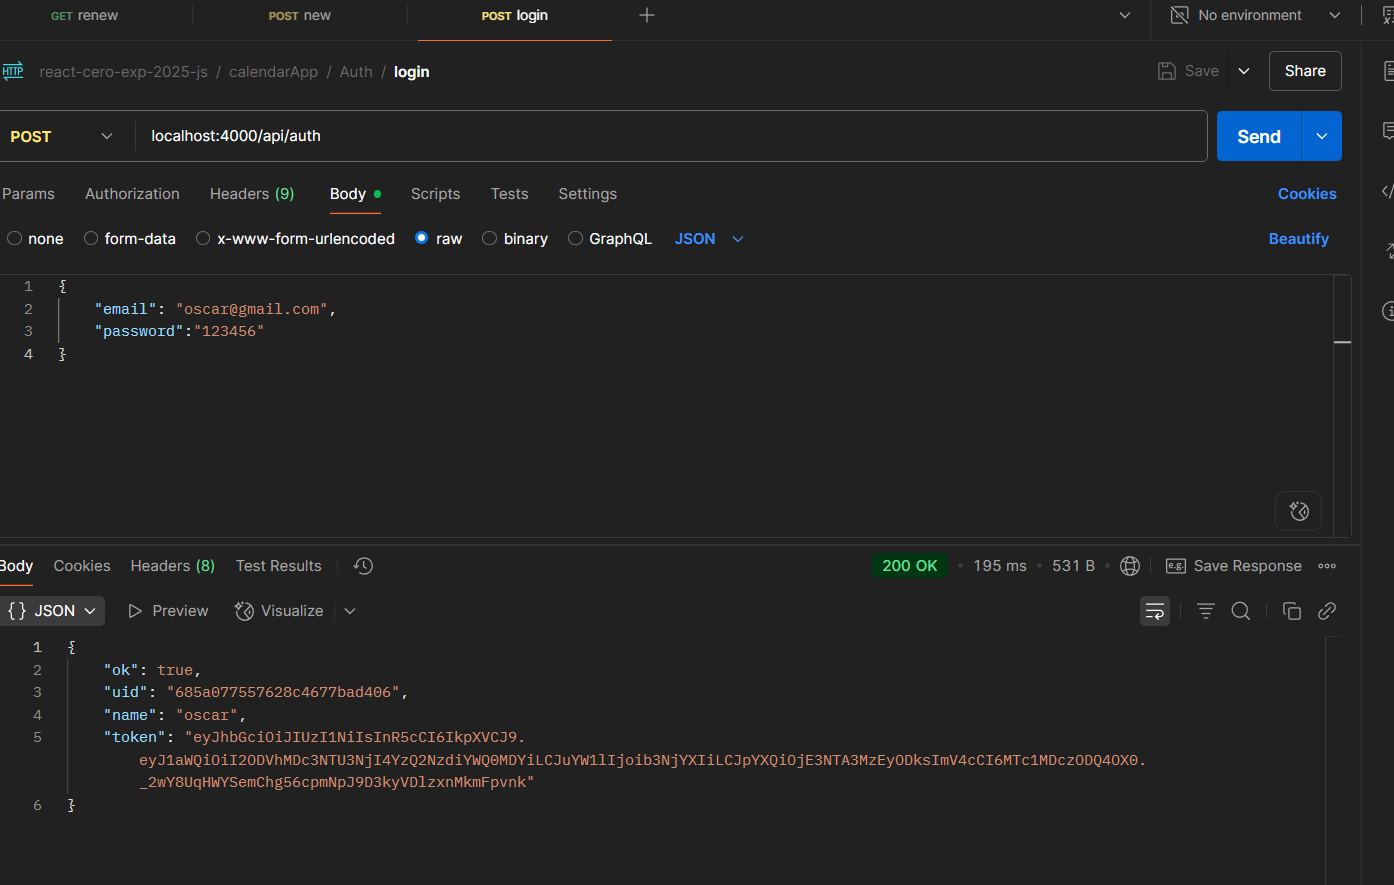 GET renew
POST new
POST login
No environment
HTTP react-cero-exp-2025-js / calendarApp / Auth / login
Save
Share
POST
localhost:4000/api/auth
Send
Params Authorization Headers (9) Body Scripts Tests Settings
Cookies
none form-data x-www-form-urlencoded raw binary GraphQL JSON
Beautify
1 {
2 "email": "oscar@gmail.com",
3 "password":"123456"
4 }
Body Cookies Headers (8) Test Results
200 OK • 195 ms • 531 B •
e.g. Save Response
{} JSON Preview Visualize
1 {
2 "ok": true,
3 "uid": "685a077557628c4677bad406",
4 "name": "oscar",
5 "token": "eyJhbGciOiJIUzI1NiIsInR5cCI6IkpXVCJ9.
eyJ1aWQiOiI2ODVhMDc3NTU3NjI4YzQ2NzdiYWQ0MDYiLCJuYW1lIjoib3NjYXIiLCJpYXQiOjE3NTA3MzEyODksImV4cCI6MTc1MDczODQ4OX0.
_2wY8UqHWYSemChg56cpmNpJ9D3kyVDlzxnMkmFpvnk"
6 }